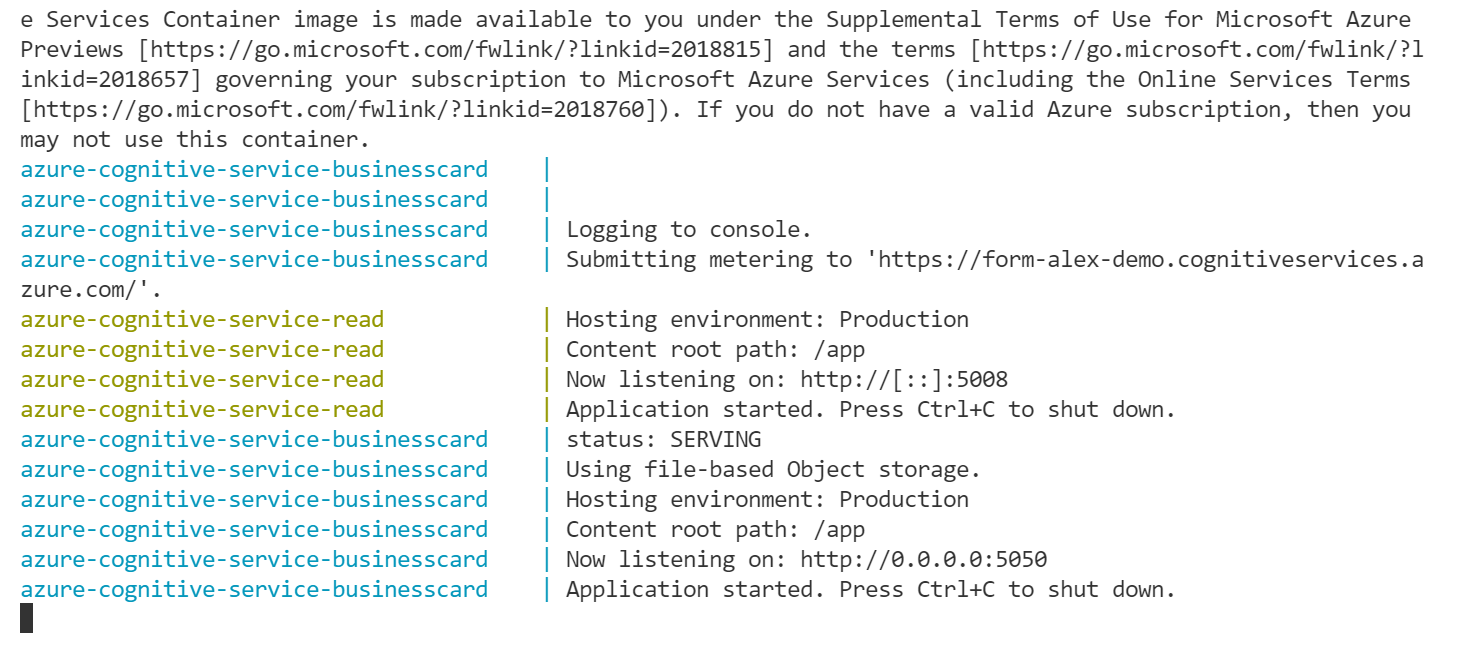 e Services Container image is made available to you under the Supplemental Terms of Use for Microsoft Azure
Previews [https://go.microsoft.com/fwlink/?linkid=2018815] and the terms [https://go.microsoft.com/fwlink/?l
inkid=2018657] governing your subscription to Microsoft Azure Services (including the Online Services Terms
[https://go.microsoft.com/fwlink/?linkid=2018760]). If you do not have a valid Azure subscription, then you
may not use this container.
azure-cognitive-service-businesscard    |
azure-cognitive-service-businesscard    |
azure-cognitive-service-businesscard    | Logging to console.
azure-cognitive-service-businesscard    | Submitting metering to 'https://form-alex-demo.cognitiveservices.a
zure.com/'.
azure-cognitive-service-read            | Hosting environment: Production
azure-cognitive-service-read            | Content root path: /app
azure-cognitive-service-read            | Now listening on: http://[::]:5008
azure-cognitive-service-read            | Application started. Press Ctrl+C to shut down.
azure-cognitive-service-businesscard    | status: SERVING
azure-cognitive-service-businesscard    | Using file-based Object storage.
azure-cognitive-service-businesscard    | Hosting environment: Production
azure-cognitive-service-businesscard    | Content root path: /app
azure-cognitive-service-businesscard    | Now listening on: http://0.0.0.0:5050
azure-cognitive-service-businesscard    | Application started. Press Ctrl+C to shut down.